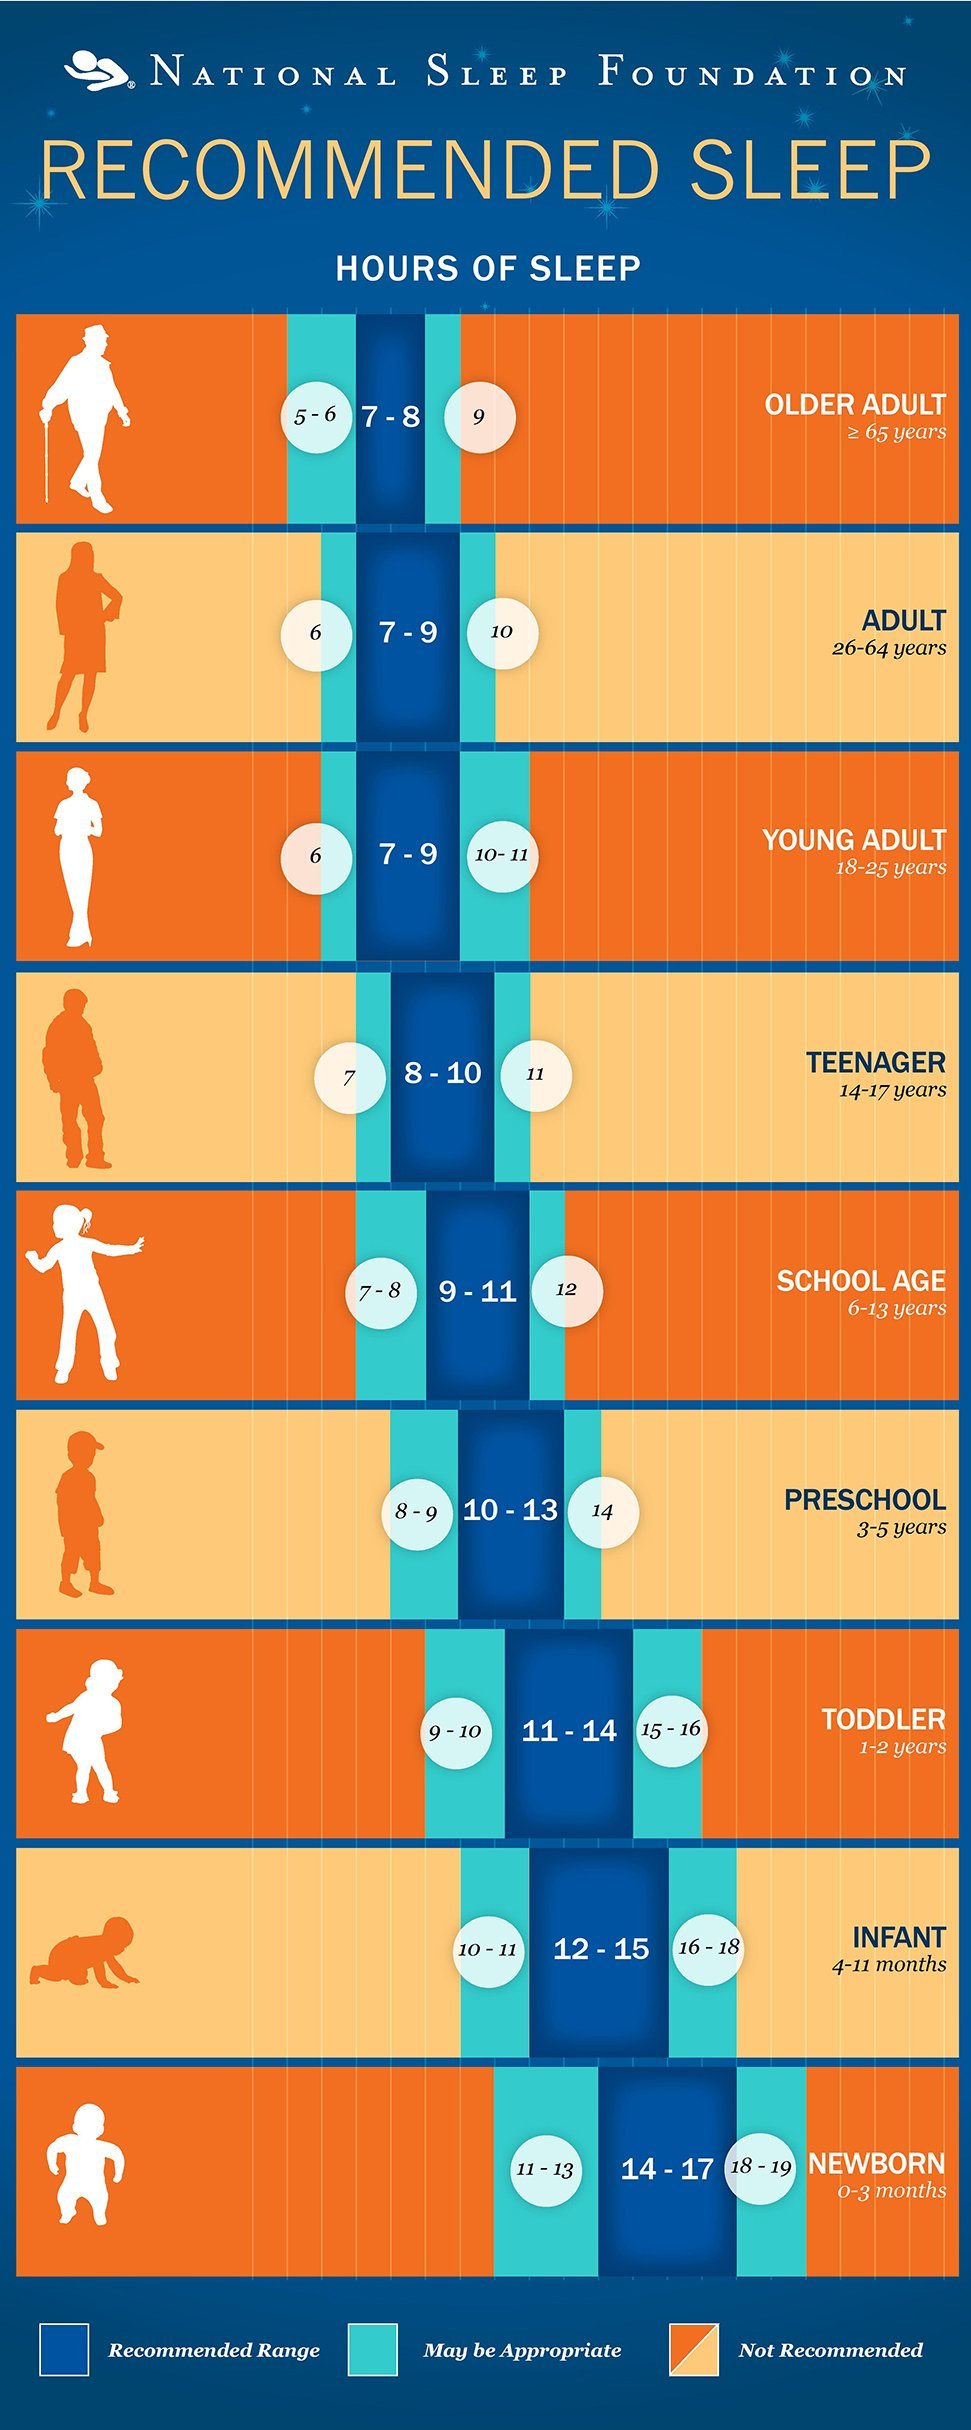 NATIONAL SLEEP FOUNDATION
RECOMMENDED SLEEP
HOURS OF SLEEP
5 - 6 7 - 8 9
OLDER ADULT
≥ 65 years
6 7 - 9 10
ADULT
26-64 years
6 7 - 9 10- 11
YOUNG ADULT
18-25 years
7 8 - 10 11
TEENAGER
14-17 years
7 - 8 9 - 11 12
SCHOOL AGE
6-13 years
8 - 9 10 - 13 14
PRESCHOOL
3-5 years
9 - 10 11 - 14 15 - 16
TODDLER
1-2 years
10 - 11 12 - 15 16 - 18
INFANT
4-11 months
11 - 13 14 - 17 18 - 19
NEWBORN
0-3 months
Recommended Range May be Appropriate Not Recommended